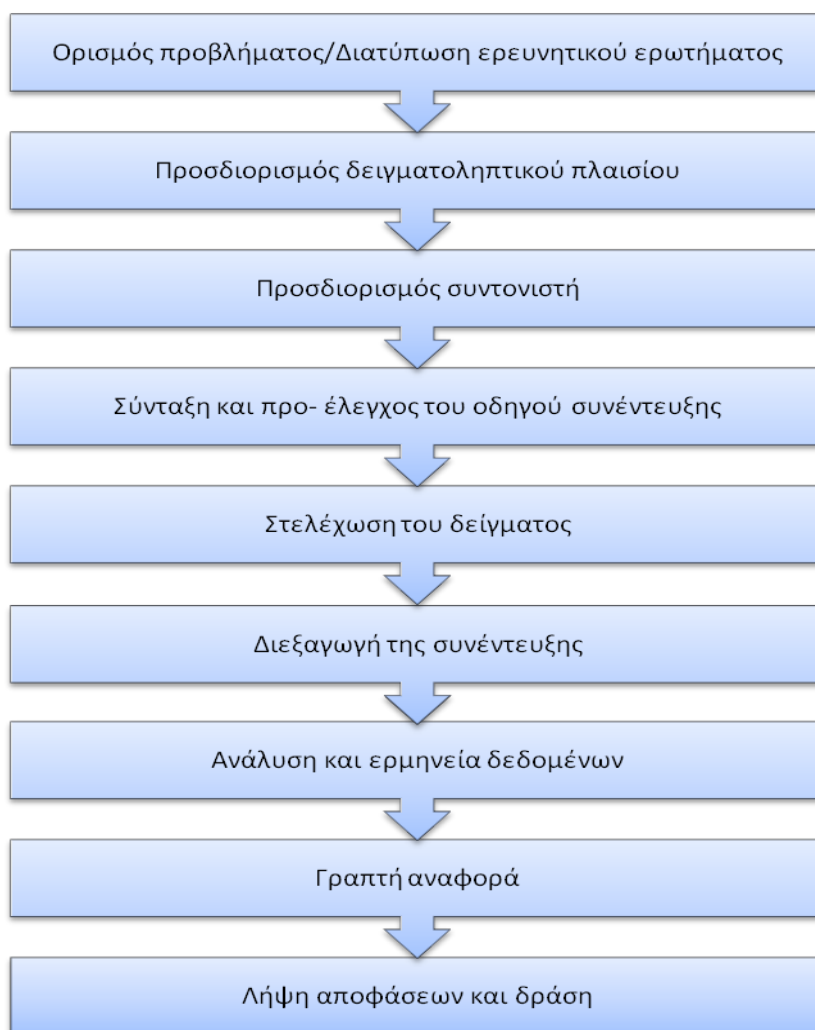 Ορισμός προβλήματος/Διατύπωση ερευνητικού ερωτήματος
Προσδιορισμός δειγματοληπτικού πλαισίου
Προσδιορισμός συντονιστή
Σύνταξη και προ- έλεγχος του οδηγού συνέντευξης
Στελέχωση του δείγματος
Διεξαγωγή της συνέντευξης
Ανάλυση και ερμηνεία δεδομένων
Γραπτή αναφορά
Λήψη αποφάσεων και δράση